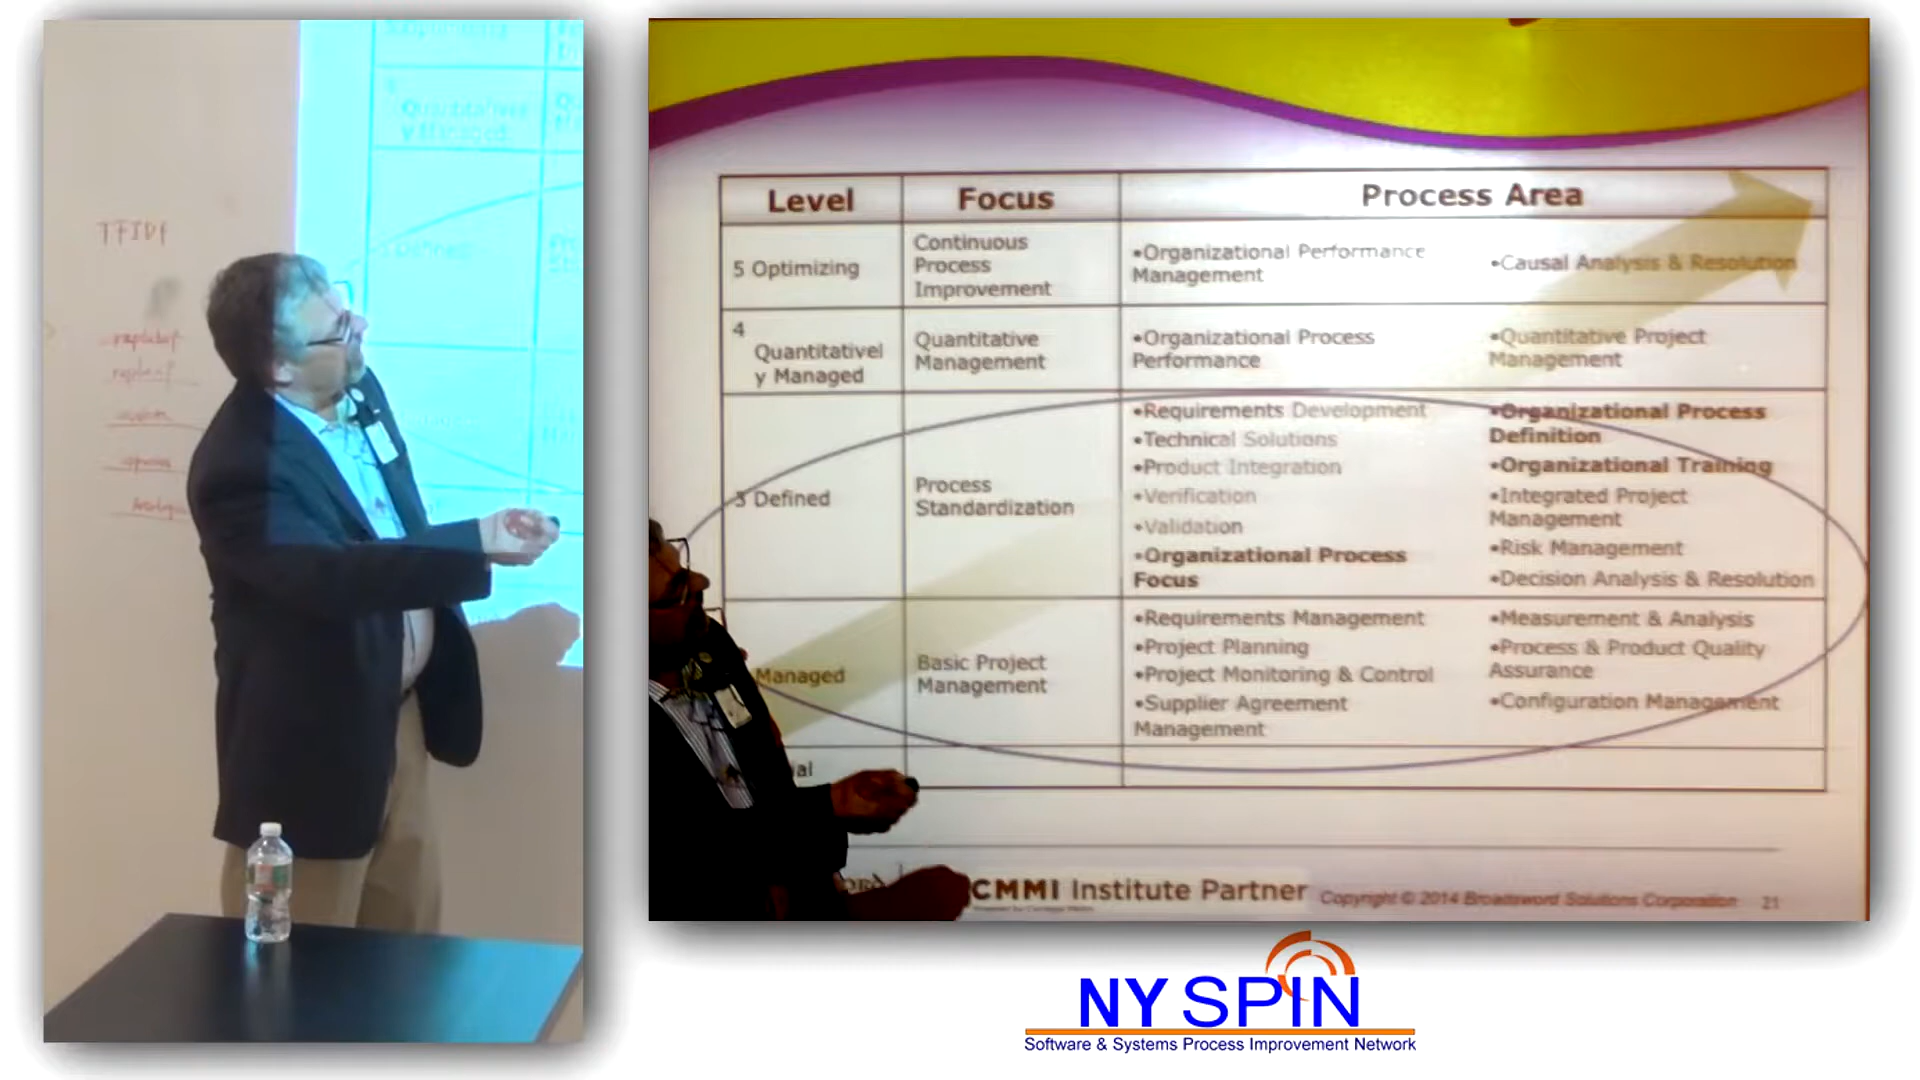 TFIDf
Level
Focus
Process Area
5 Optimizing
Continuous
Process
Improvement
•Organizational Performance
Management
•Causal Analysis & Resolution
4
Quantitativel
y Managed
Quantitative
Management
•Organizational Process
Performance
•Quantitative Project
Management
3 Defined
Process
Standardization
•Requirements Development
•Technical Solutions
•Product Integration
•Verification
•Validation
•Organizational Process
Focus
•Organizational Process
Definition
•Organizational Training
•Integrated Project
Management
•Risk Management
•Decision Analysis & Resolution
Managed
Basic Project
Management
•Requirements Management
•Project Planning
•Project Monitoring & Control
•Supplier Agreement
Management
•Measurement & Analysis
•Process & Product Quality
Assurance
•Configuration Management
CMMI Institute Partner
Copyright © 2014 Broadsword Solutions Corporation
21
NY SPIN
Software & Systems Process Improvement Network